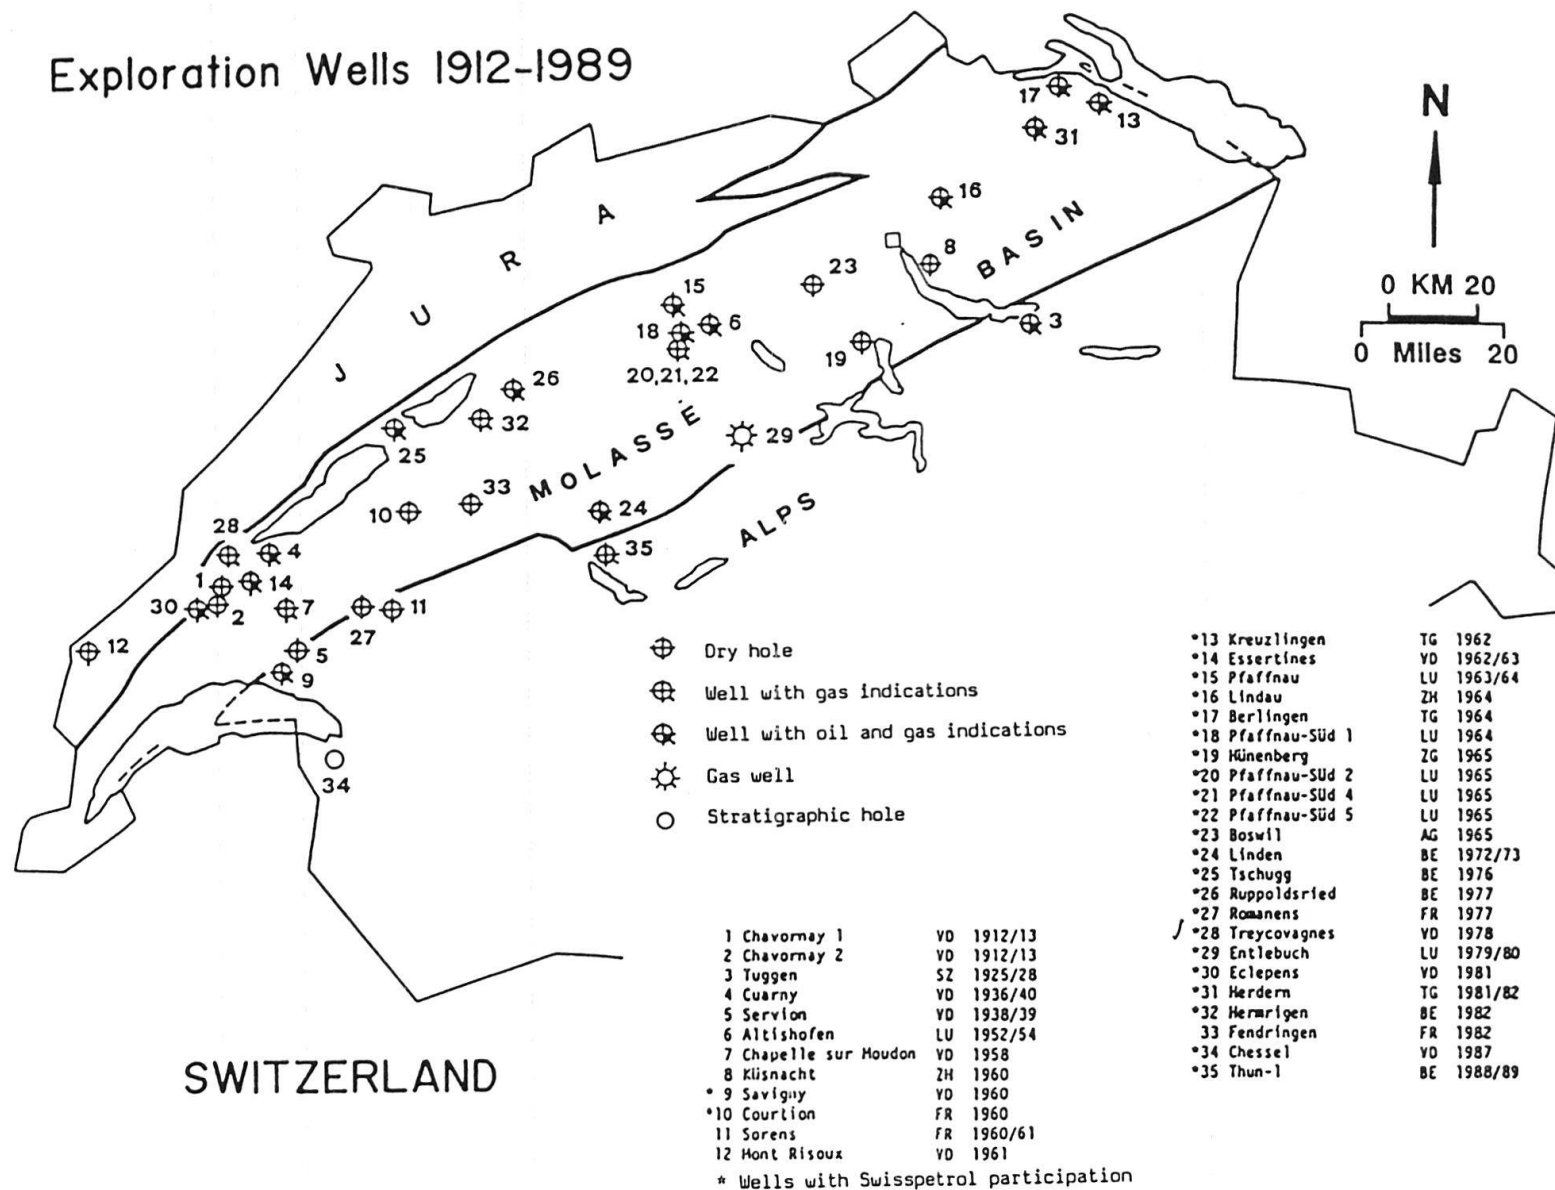 Exploration Wells 1912-1989
N
0 KM 20
0 Miles 20
JURA
MOLASSE BASIN
ALPS
17
13
31
16
8
23
15
18
6
3
19
20,21,22
26
32
25
29
33
10
24
28
4
35
1
14
30
2
7
27
11
12
5
9
34
Dry hole
Well with gas indications
Well with oil and gas indications
Gas well
Stratigraphic hole
1 Chavornay 1 VD 1912/13
2 Chavornay 2 VD 1912/13
3 Tuggen SZ 1925/28
4 Cuarny VD 1936/40
5 Servion VD 1938/39
6 Altishofen LU 1952/54
7 Chapelle sur Moudon VD 1958
8 Küsnacht ZH 1960
* 9 Savigny VD 1960
*10 Courtion FR 1960
11 Sorens FR 1960/61
12 Mont Risoux VD 1961
* Wells with Swisspetrol participation
*13 Kreuzlingen TG 1962
*14 Essertines VD 1962/63
*15 Pfaffnau LU 1963/64
*16 Lindau ZH 1964
*17 Berlingen TG 1964
*18 Pfaffnau-Süd 1 LU 1964
*19 Hünenberg ZG 1965
*20 Pfaffnau-Süd 2 LU 1965
*21 Pfaffnau-Süd 4 LU 1965
*22 Pfaffnau-Süd 5 LU 1965
*23 Boswil AG 1965
*24 Linden BE 1972/73
*25 Tschugg BE 1976
*26 Ruppoldsried BE 1977
*27 Romanens FR 1977
*28 Treycovagnes VD 1978
*29 Entlebuch LU 1979/80
*30 Eclepens VD 1981
*31 Herdern TG 1981/82
*32 Hermrigen BE 1982
33 Fendringen FR 1982
*34 Chessel VD 1987
*35 Thun-1 BE 1988/89
SWITZERLAND